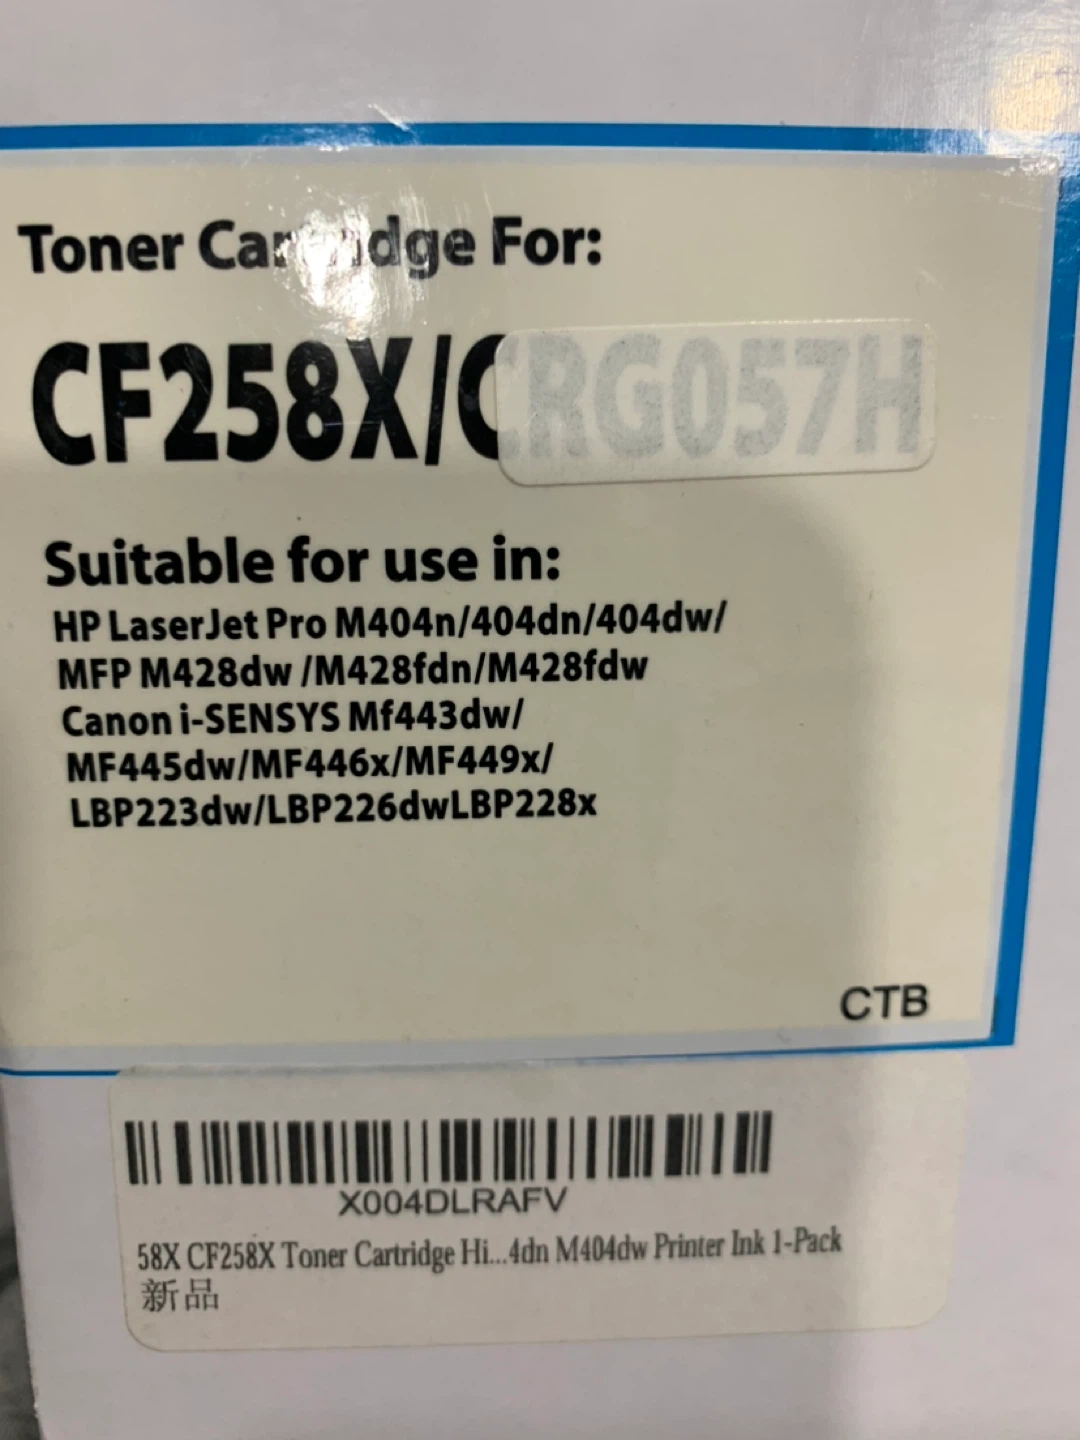 Toner Cartridge For:
CF258X/CRG057H
Suitable for use in:
HP LaserJet Pro M404n/404dn/404dw/
MFP M428dw /M428fdn/M428fdw
Canon i-SENSYS Mf443dw/
MF445dw/MF446x/MF449x/
LBP223dw/LBP226dwLBP228x
CTB
X004DLRAFV
58X CF258X Toner Cartridge Hi...4dn M404dw Printer Ink 1-Pack
新品